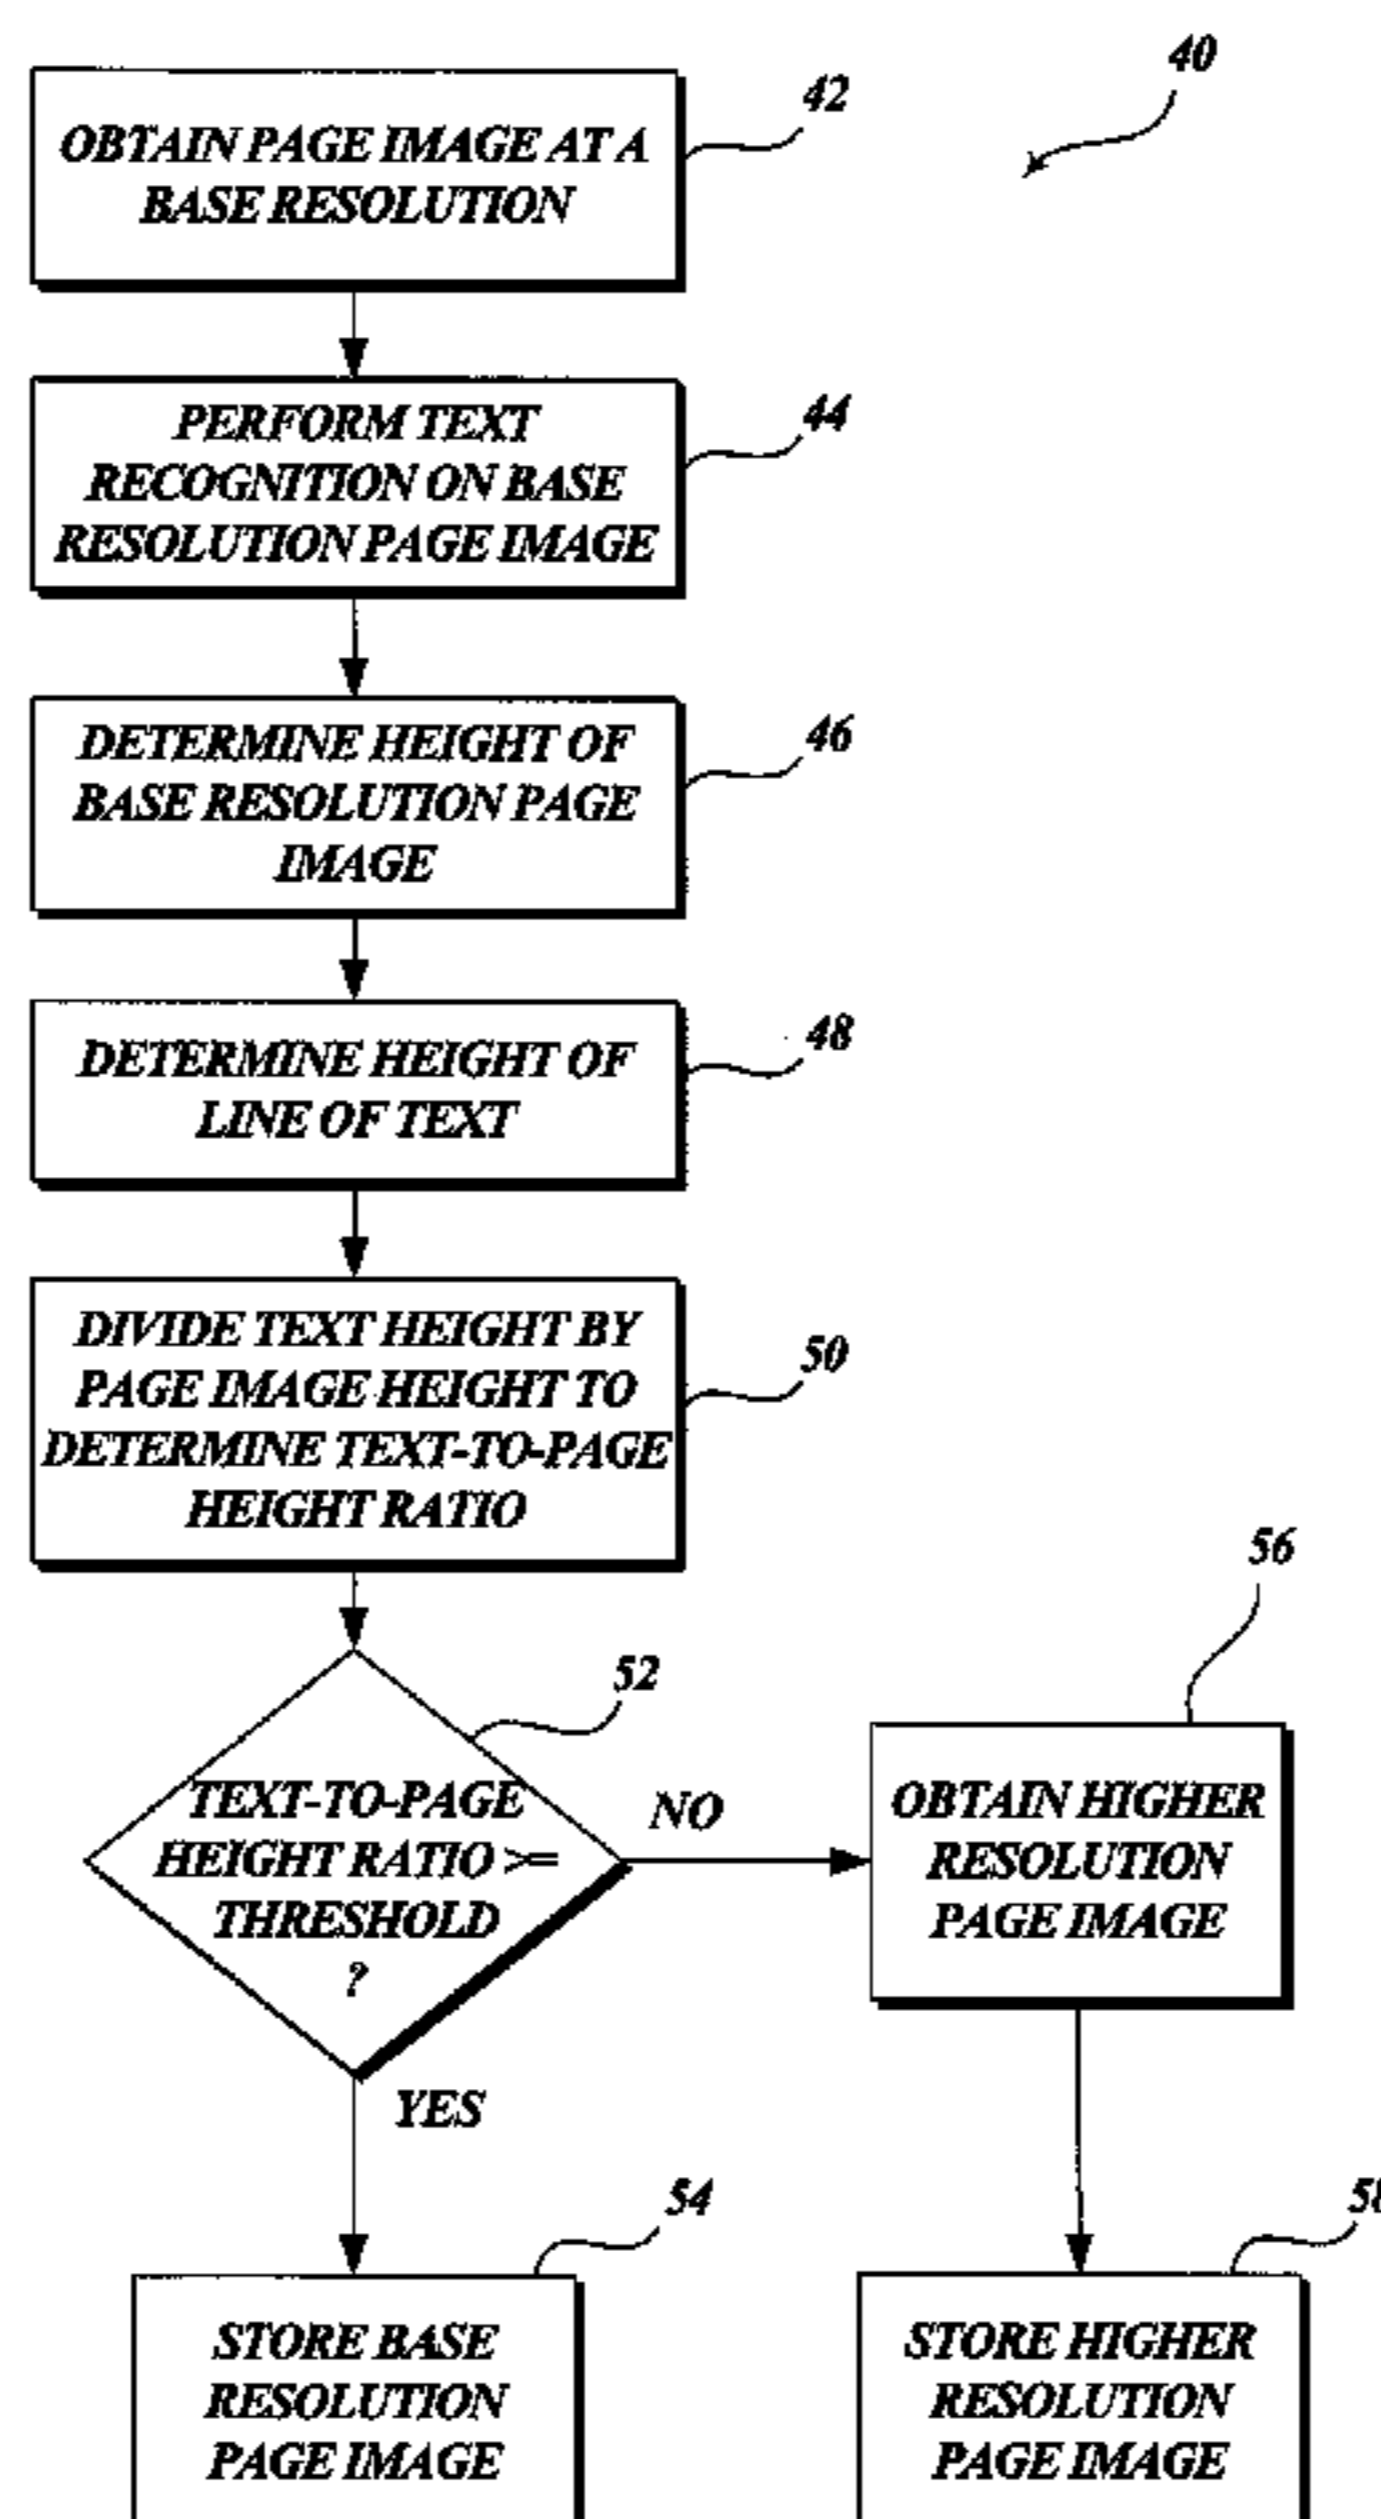 40
42
OBTAIN PAGE IMAGE AT A
BASE RESOLUTION
44
PERFORM TEXT
RECOGNITION ON BASE
RESOLUTION PAGE IMAGE
46
DETERMINE HEIGHT OF
BASE RESOLUTION PAGE
IMAGE
48
DETERMINE HEIGHT OF
LINE OF TEXT
50
DIVIDE TEXT HEIGHT BY
PAGE IMAGE HEIGHT TO
DETERMINE TEXT-TO-PAGE
HEIGHT RATIO
52
TEXT-TO-PAGE
HEIGHT RATIO >=
THRESHOLD
?
NO
56
OBTAIN HIGHER
RESOLUTION
PAGE IMAGE
YES
54
STORE BASE
RESOLUTION
PAGE IMAGE
58
STORE HIGHER
RESOLUTION
PAGE IMAGE